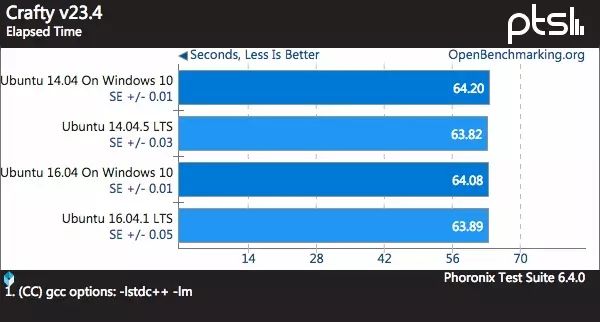 Crafty v23.4
Elapsed Time
pts
◀ Seconds, Less Is Better
OpenBenchmarking.org
Ubuntu 14.04 On Windows 10
SE +/- 0.01
64.20
Ubuntu 14.04.5 LTS
SE +/- 0.03
63.82
Ubuntu 16.04 On Windows 10
SE +/- 0.01
64.08
Ubuntu 16.04.1 LTS
SE +/- 0.05
63.89
14 28 42 56 70
Phoronix Test Suite 6.4.0
1. (CC) gcc options: -lstdc++ -lm